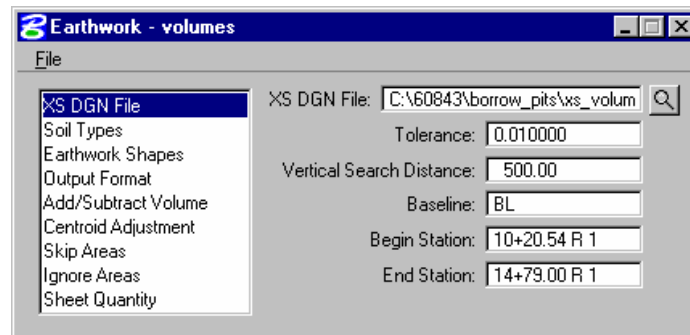 Earthwork - volumes
File
XS DGN File
Soil Types
Earthwork Shapes
Output Format
Add/Subtract Volume
Centroid Adjustment
Skip Areas
Ignore Areas
Sheet Quantity
XS DGN File: C:\60843\borrow_pits\xs_volum
Tolerance: 0.010000
Vertical Search Distance: 500.00
Baseline: BL
Begin Station: 10+20.54 R 1
End Station: 14+79.00 R 1